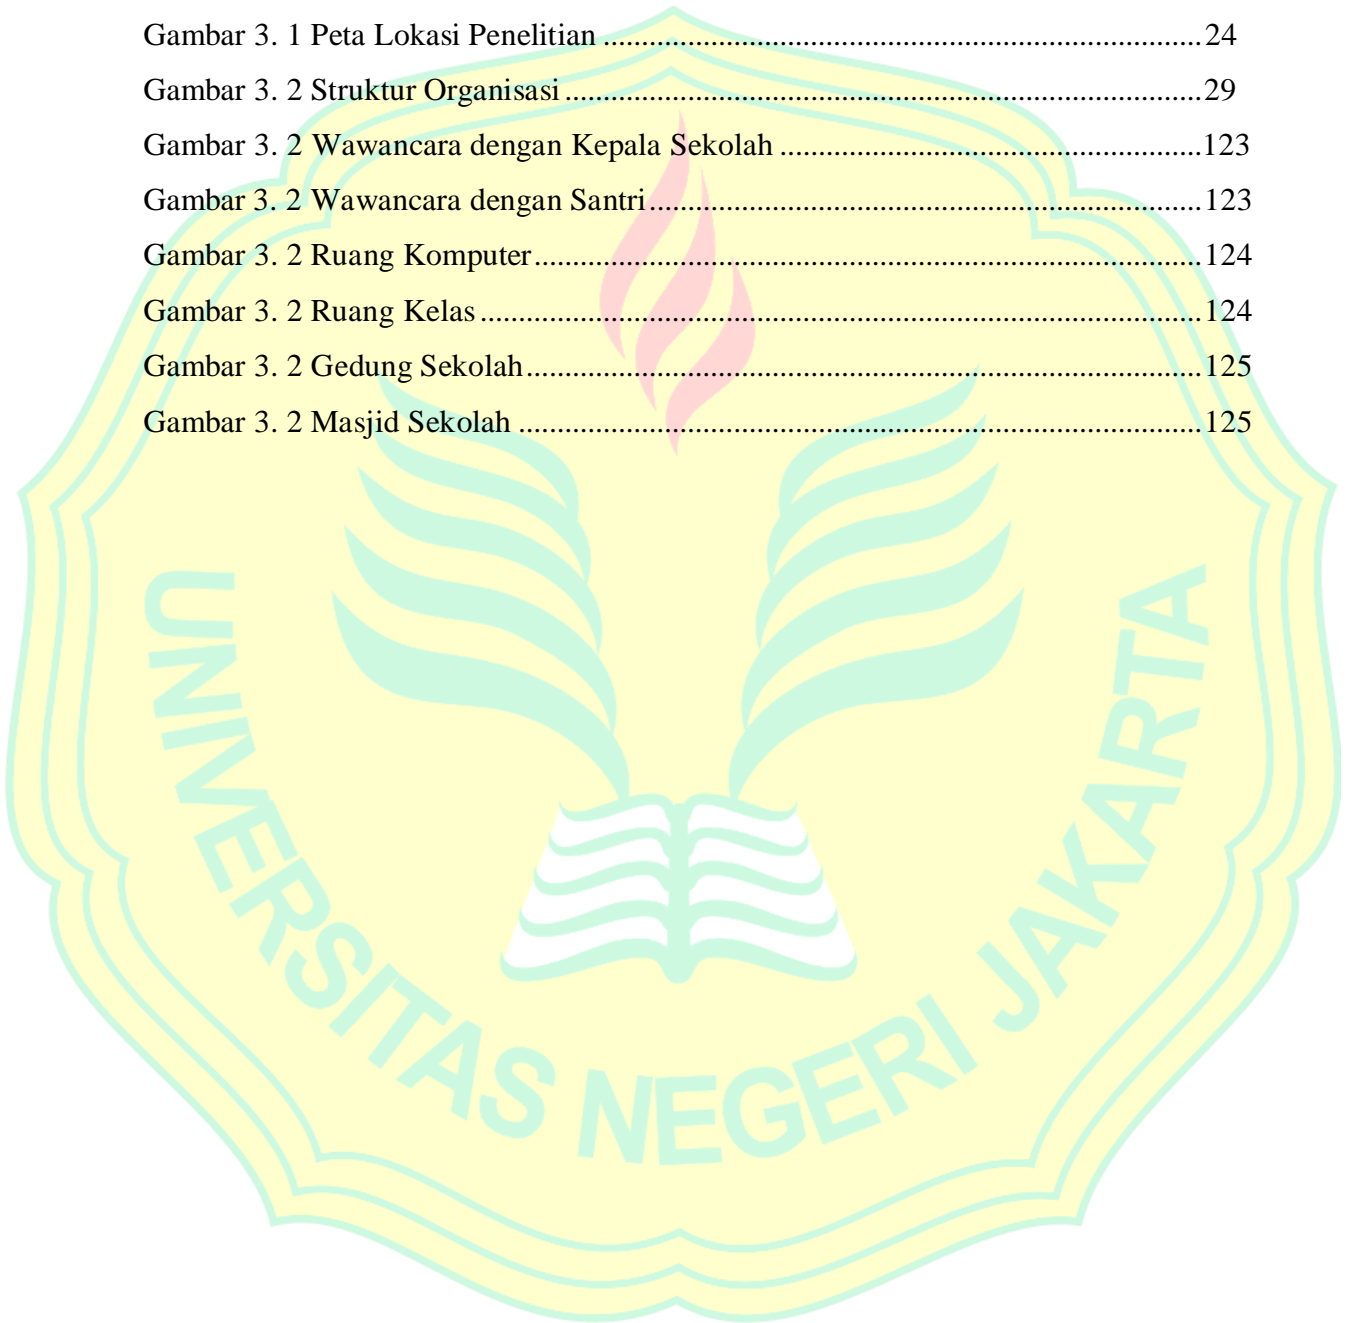 Gambar 3. 1 Peta Lokasi Penelitian ............................................................................24
Gambar 3. 2 Struktur Organisasi .................................................................................29
Gambar 3. 2 Wawancara dengan Kepala Sekolah ......................................................123
Gambar 3. 2 Wawancara dengan Santri.......................................................................123
Gambar 3. 2 Ruang Komputer......................................................................................124
Gambar 3. 2 Ruang Kelas ............................................................................................124
Gambar 3. 2 Gedung Sekolah.......................................................................................125
Gambar 3. 2 Masjid Sekolah ........................................................................................125
UNIVERSITAS NEGERI JAKARTA